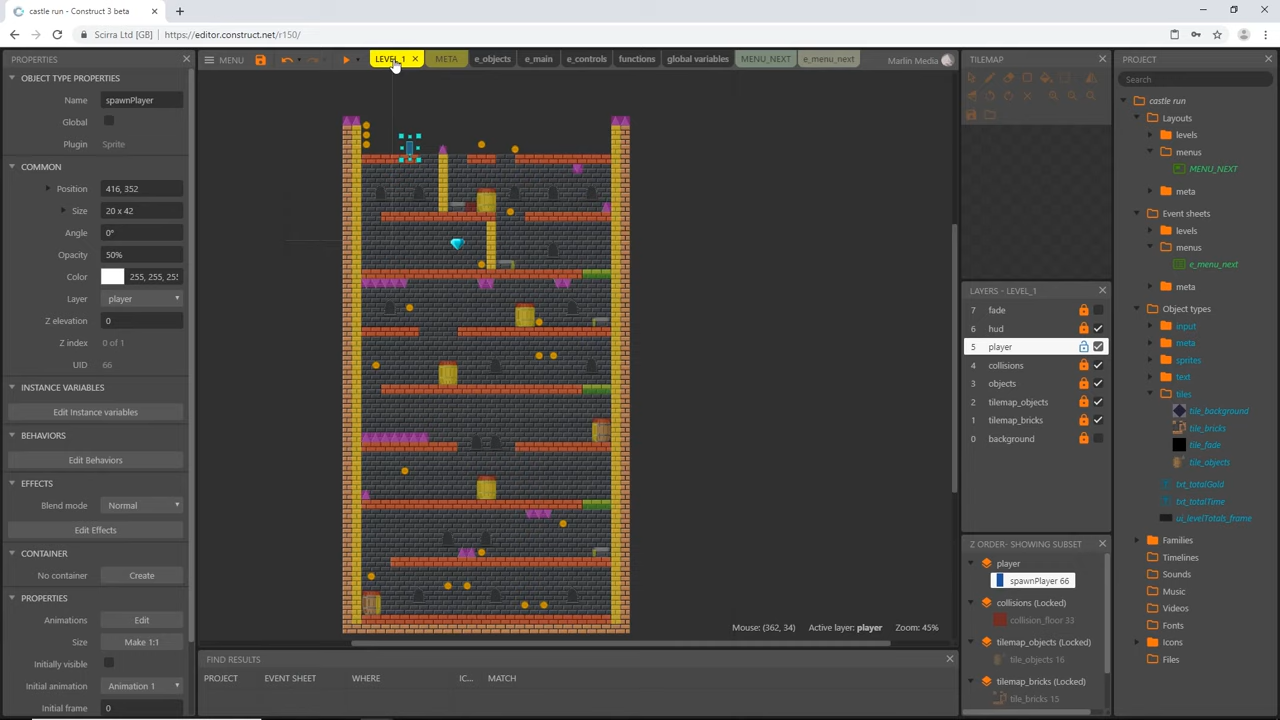 castle run - Construct 3 beta
Scirra Ltd [GB] | https://editor.construct.net/r150/
PROPERTIES
OBJECT TYPE PROPERTIES
Name spawnPlayer
Global
Plugin Sprite
COMMON
Position 416, 352
Size 20 x 42
Angle 0°
Opacity 50%
Color 255, 255, 255
Layer player
Z elevation 0
Z index 0 of 1
UID 66
INSTANCE VARIABLES
Edit Instance variables
BEHAVIORS
Edit Behaviors
EFFECTS
Blend mode Normal
Edit Effects
CONTAINER
No container Create
PROPERTIES
Animations Edit
Size Make 1:1
Initially visible
Initial animation Animation 1
Initial frame 0
MENU
LEVEL_1
META
e_objects
e_main
e_controls
functions
global variables
MENU_NEXT
e_menu_next
Marlin Media
Mouse: (362, 34) Active layer: player Zoom: 45%
FIND RESULTS
PROJECT EVENT SHEET WHERE IC... MATCH
TILEMAP
LAYERS - LEVEL_1
7 fade
6 hud
5 player
4 collisions
3 objects
2 tilemap_objects
1 tilemap_bricks
0 background
Z ORDER- SHOWING SUBSET
player
spawnPlayer 66
collisions (Locked)
collision_floor 33
tilemap_objects (Locked)
tile_objects 16
tilemap_bricks (Locked)
tile_bricks 15
PROJECT
Search
castle run
Layouts
levels
menus
MENU_NEXT
meta
Event sheets
levels
menus
e_menu_next
meta
Object types
input
meta
sprites
text
tiles
tile_background
tile_bricks
tile_fade
tile_objects
txt_totalGold
txt_totalTime
ui_levelTotals_frame
Families
Timelines
Sounds
Music
Videos
Fonts
Icons
Files